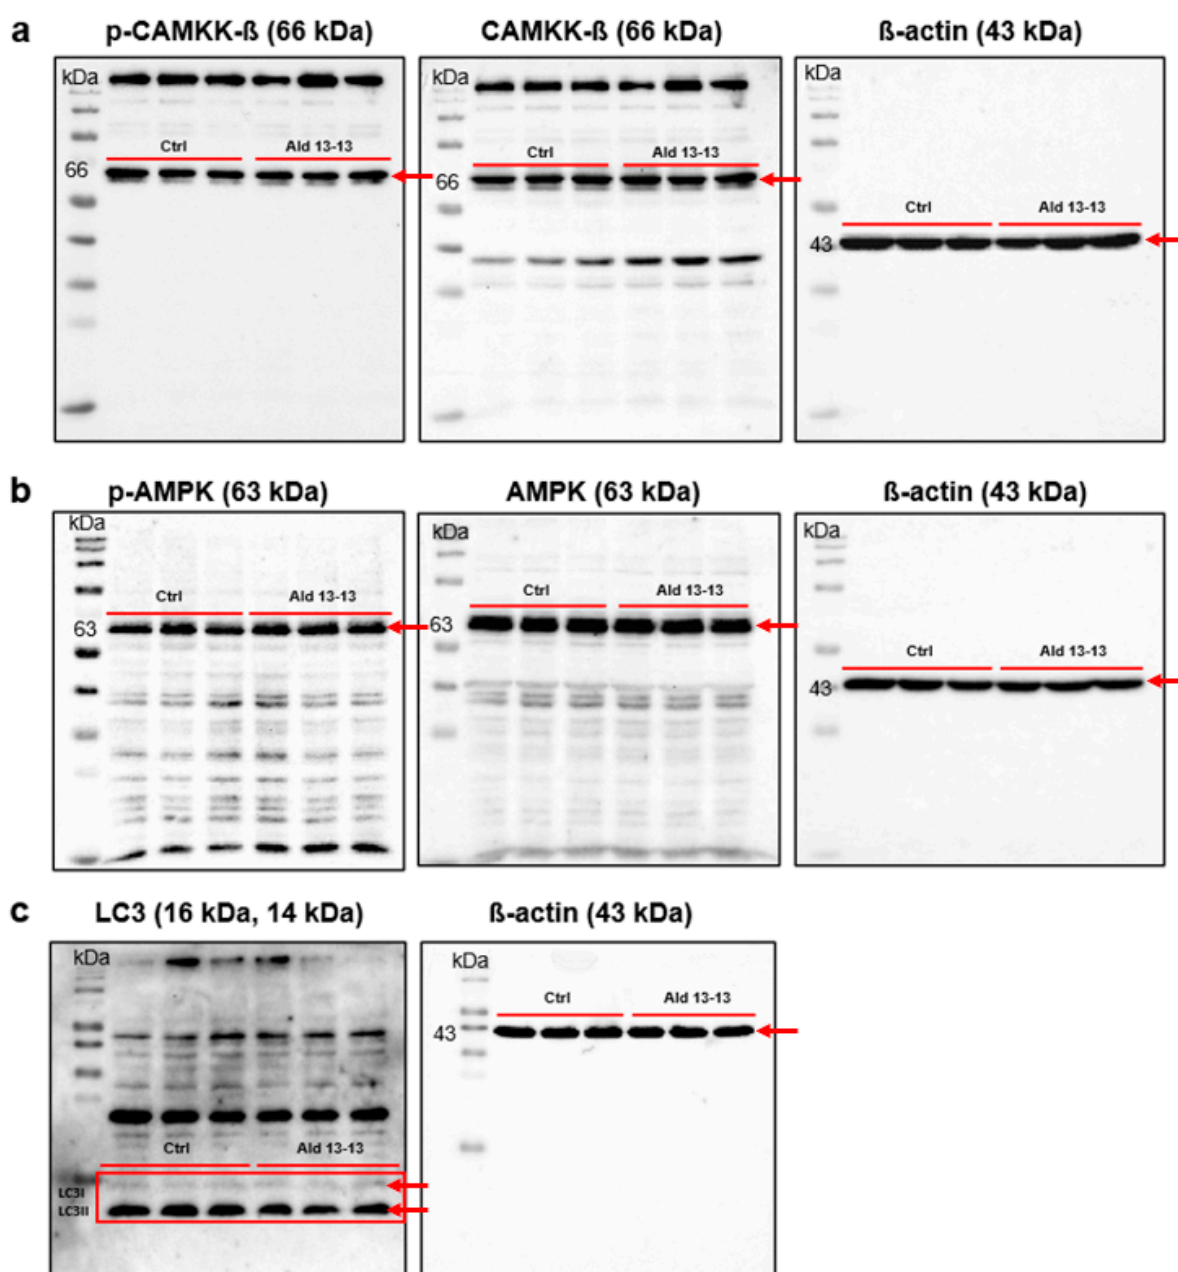 a
p-CAMKK-ß (66 kDa)
CAMKK-ß (66 kDa)
ß-actin (43 kDa)
kDa
Ctrl
Ald 13-13
66
kDa
Ctrl
Ald 13-13
66
kDa
Ctrl
Ald 13-13
43
b
p-AMPK (63 kDa)
AMPK (63 kDa)
ß-actin (43 kDa)
kDa
Ctrl
Ald 13-13
63
kDa
Ctrl
Ald 13-13
63
kDa
Ctrl
Ald 13-13
43
c
LC3 (16 kDa, 14 kDa)
ß-actin (43 kDa)
kDa
Ctrl
Ald 13-13
LC3I
LC3II
kDa
Ctrl
Ald 13-13
43